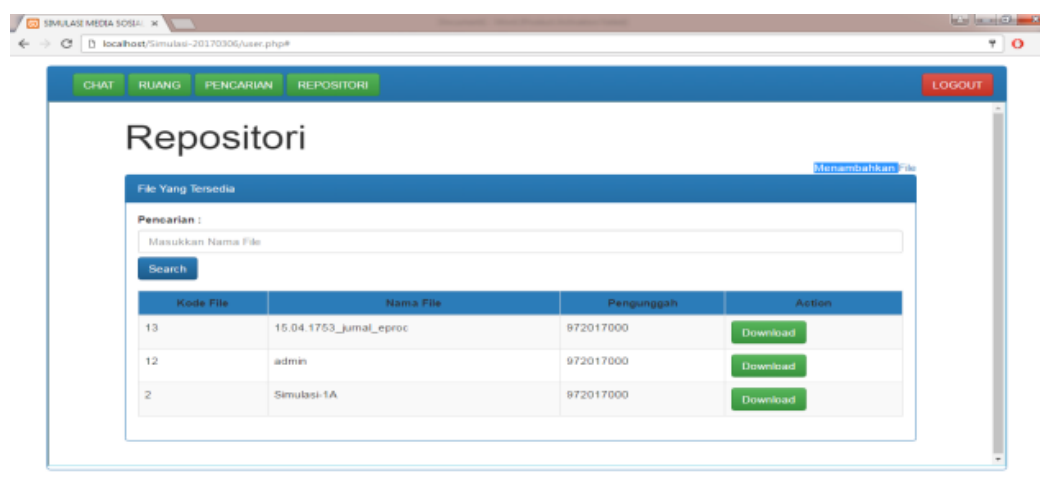 SIMULASI MEDIA SOSIAL
localhost/Simulasi-20170306/user.php#
CHAT RUANG PENCARIAN REPOSITORI LOGOUT
Repositori
Menambahkan File
File Yang Tersedia
Pencarian :
Masukkan Nama File
Search
Kode File Nama File Pengunggah Action
13 15.04.1753_jurnal_eproc 972017000 Download
12 admin 972017000 Download
2 Simulasi-1A 972017000 Download